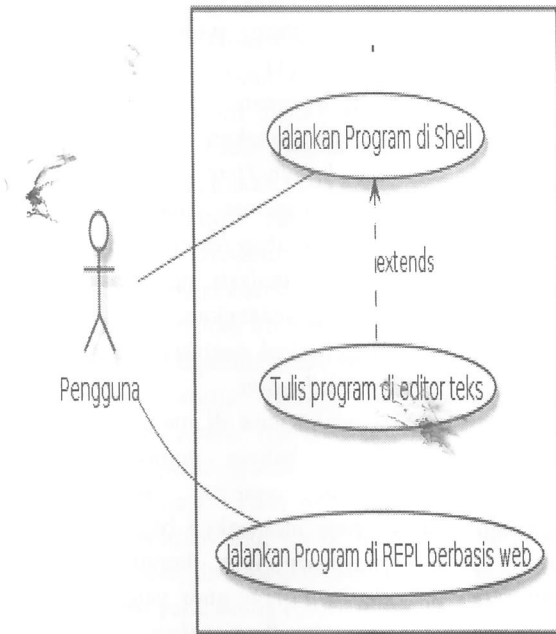 Jalankan Program di Shell
extends
Pengguna
Tulis program di editor teks
Jalankan Program di REPL berbasis web